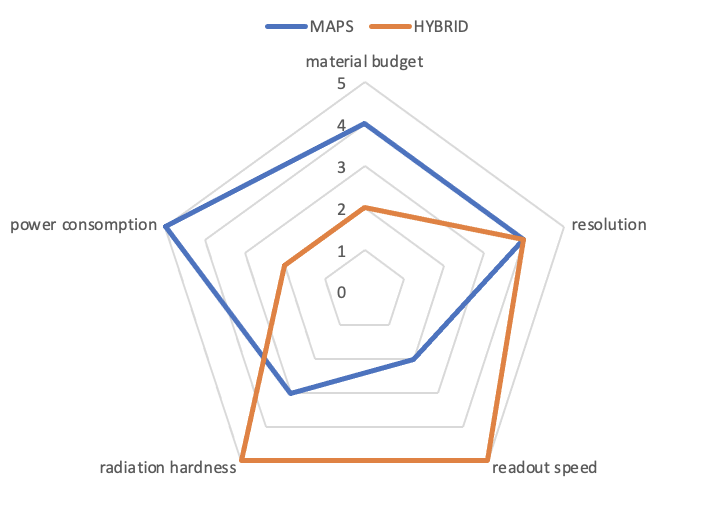 MAPS HYBRID
material budget
5
4
3
2
1
0
power consomption
resolution
radiation hardness
readout speed